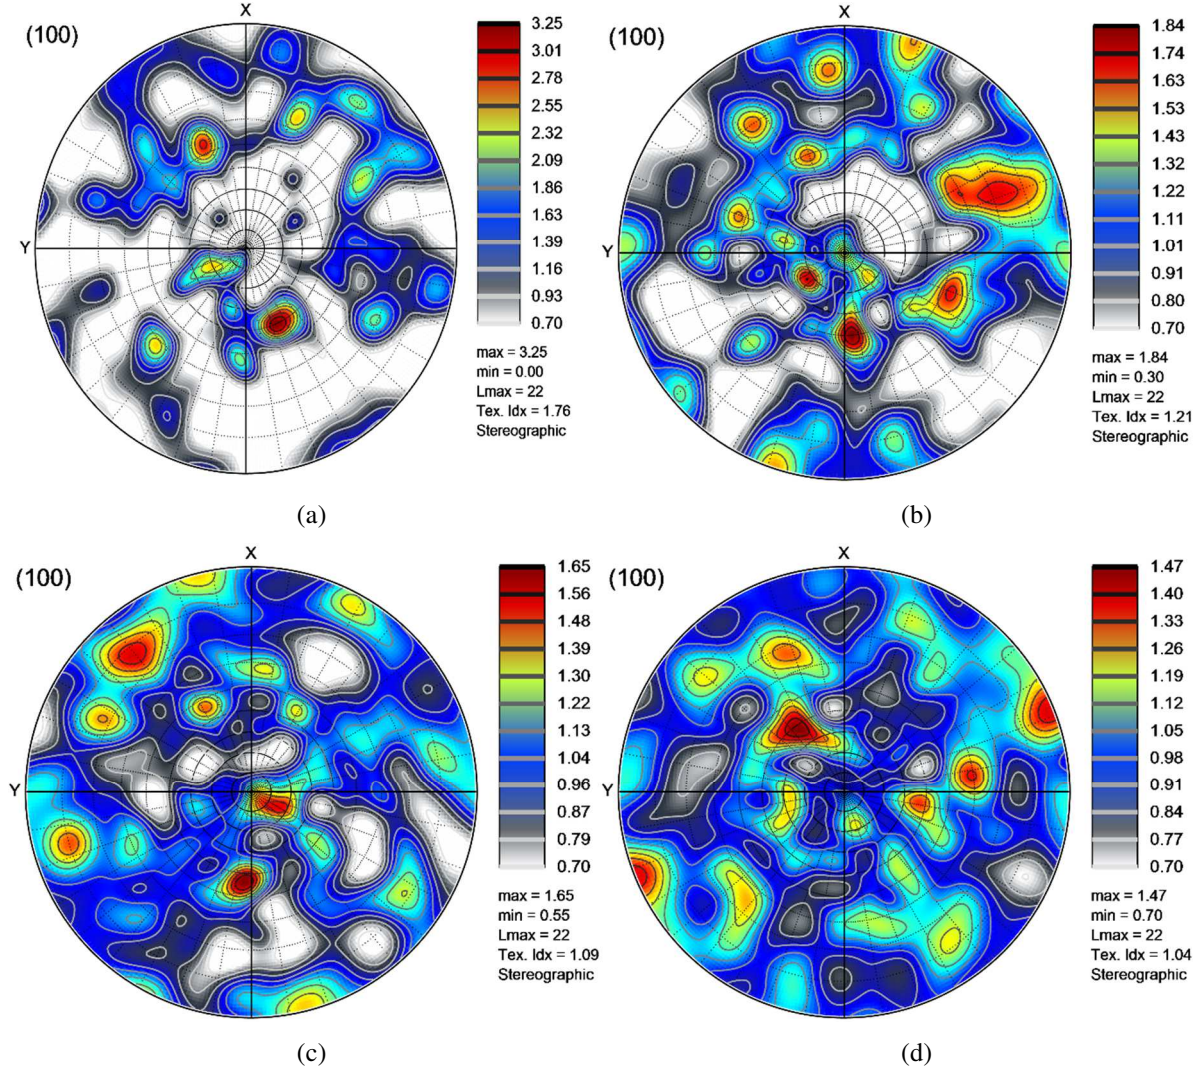 X
(100)
Y
3.25
3.01
2.78
2.55
2.32
2.09
1.86
1.63
1.39
1.16
0.93
0.70
max = 3.25
min = 0.00
Lmax = 22
Tex. Idx = 1.76
Stereographic
(a)
X
(100)
Y
1.84
1.74
1.63
1.53
1.43
1.32
1.22
1.11
1.01
0.91
0.80
0.70
max = 1.84
min = 0.30
Lmax = 22
Tex. Idx = 1.21
Stereographic
(b)
X
(100)
Y
1.65
1.56
1.48
1.39
1.30
1.22
1.13
1.04
0.96
0.87
0.79
0.70
max = 1.65
min = 0.55
Lmax = 22
Tex. Idx = 1.09
Stereographic
(c)
X
(100)
Y
1.47
1.40
1.33
1.26
1.19
1.12
1.05
0.98
0.91
0.84
0.77
0.70
max = 1.47
min = 0.70
Lmax = 22
Tex. Idx = 1.04
Stereographic
(d)